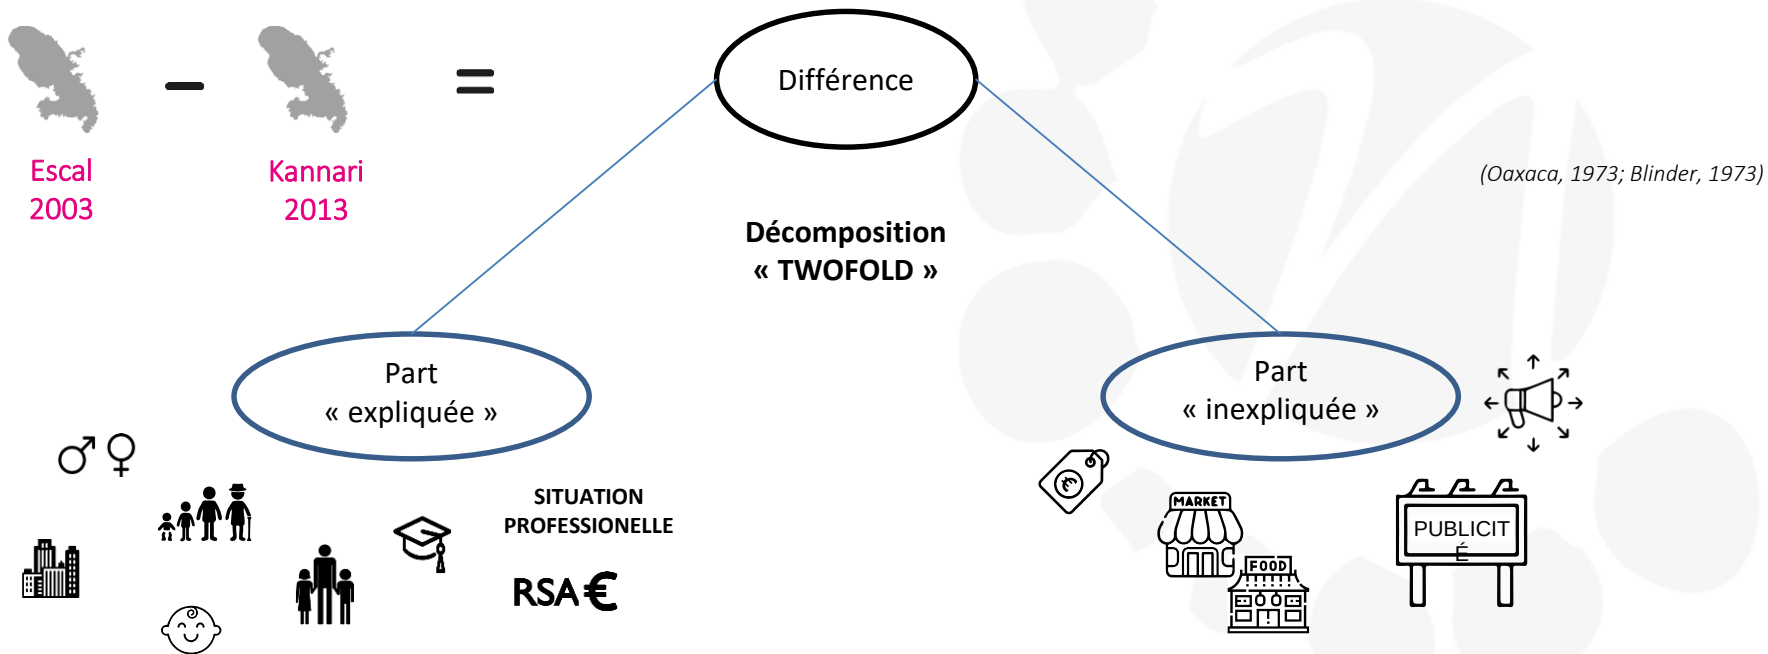 Escal
2003
Kannari
2013
Différence
(Oaxaca, 1973; Blinder, 1973)
Décomposition
« TWOFOLD »
Part
« expliquée »
Part
« inexpliquée »
SITUATION
PROFESSIONELLE
RSA €
€
MARKET
FOOD
PUBLICIT
É